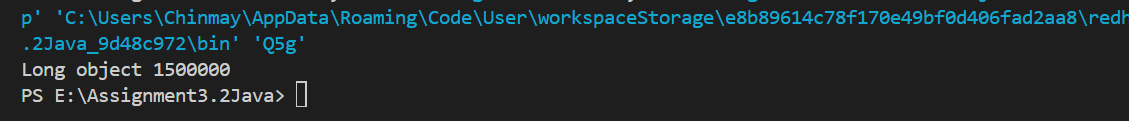 p' 'C:\Users\Chinmay\AppData\Roaming\Code\User\workspaceStorage\e8b89614c78f170e49bf0d406fad2aa8\redh
.2Java_9d48c972\bin' 'Q5g'
Long object 1500000
PS E:\Assignment3.2Java>